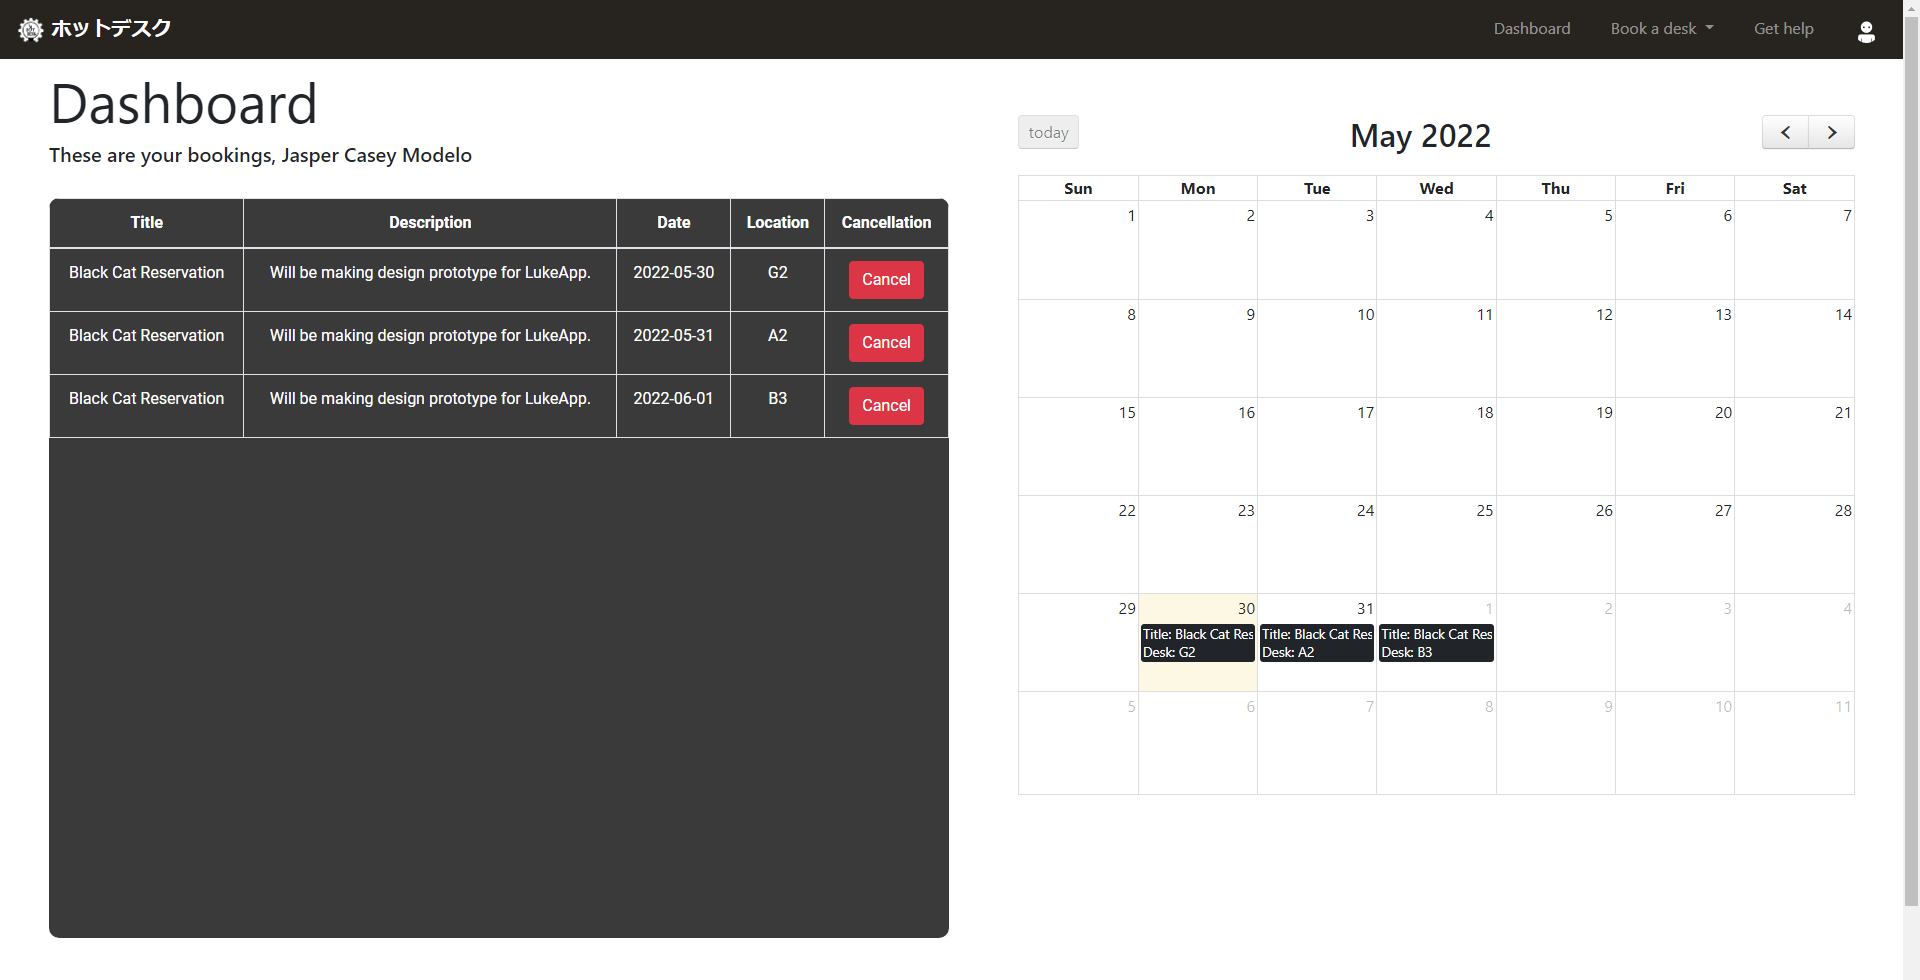 ホットデスク Dashboard Book a desk Get help
Dashboard
These are your bookings, Jasper Casey Modelo
Title Description Date Location Cancellation
Black Cat Reservation Will be making design prototype for LukeApp. 2022-05-30 G2 Cancel
Black Cat Reservation Will be making design prototype for LukeApp. 2022-05-31 A2 Cancel
Black Cat Reservation Will be making design prototype for LukeApp. 2022-06-01 B3 Cancel
today May 2022
Sun Mon Tue Wed Thu Fri Sat
1 2 3 4 5 6 7
8 9 10 11 12 13 14
15 16 17 18 19 20 21
22 23 24 25 26 27 28
29 30 31 1 2 3 4
Title: Black Cat Res Title: Black Cat Res Title: Black Cat Res
Desk: G2 Desk: A2 Desk: B3
5 6 7 8 9 10 11